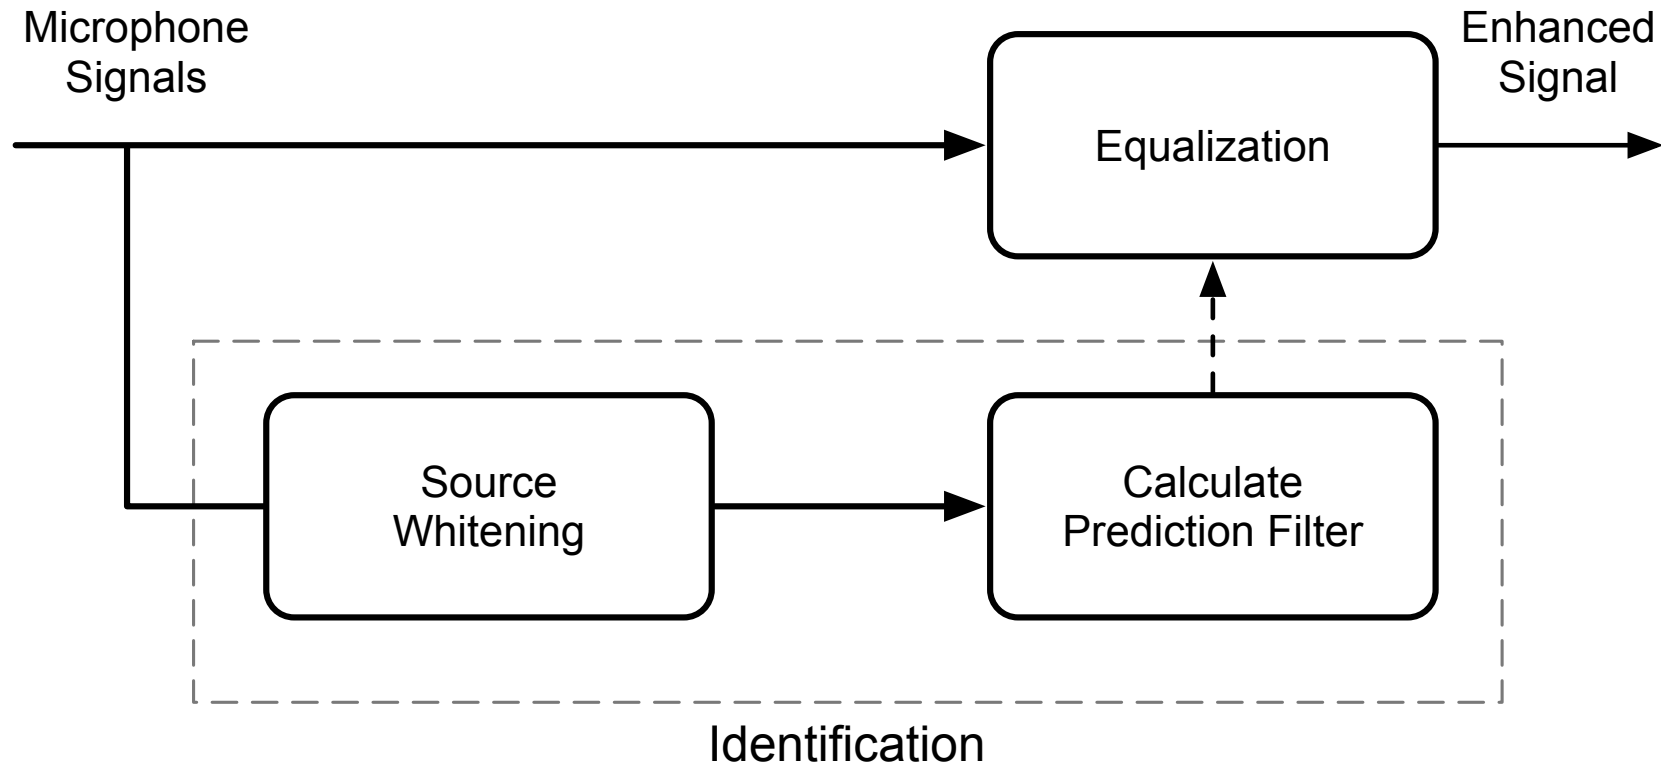 Microphone
Signals
Enhanced
Signal
Equalization
Source
Whitening
Calculate
Prediction Filter
Identification